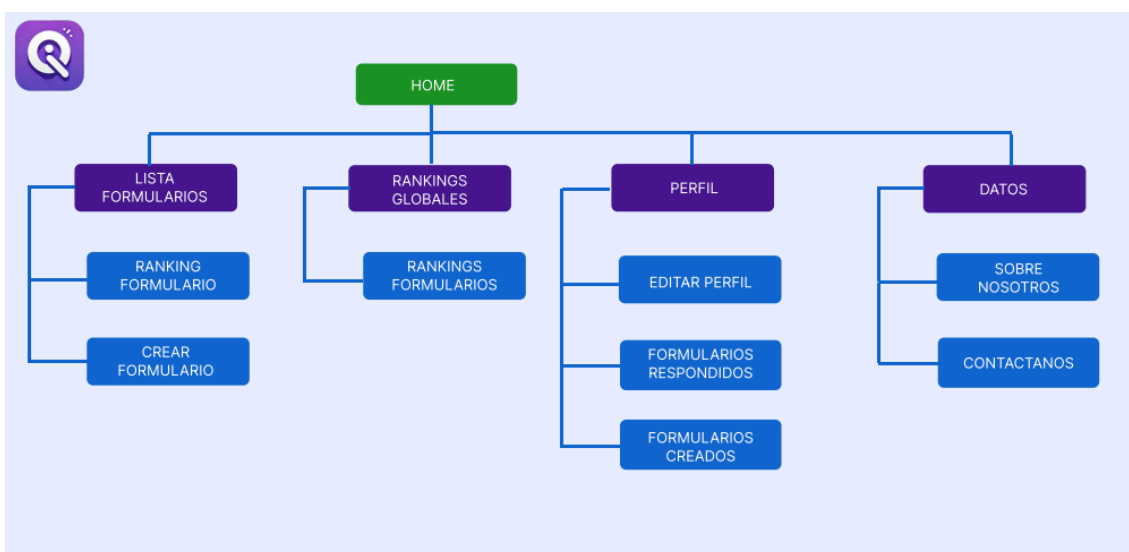 HOME
LISTA
FORMULARIOS
RANKING
FORMULARIO
CREAR
FORMULARIO
RANKINGS
GLOBALES
RANKINGS
FORMULARIOS
PERFIL
EDITAR PERFIL
FORMULARIOS
RESPONDIDOS
FORMULARIOS
CREADOS
DATOS
SOBRE
NOSOTROS
CONTACTANOS